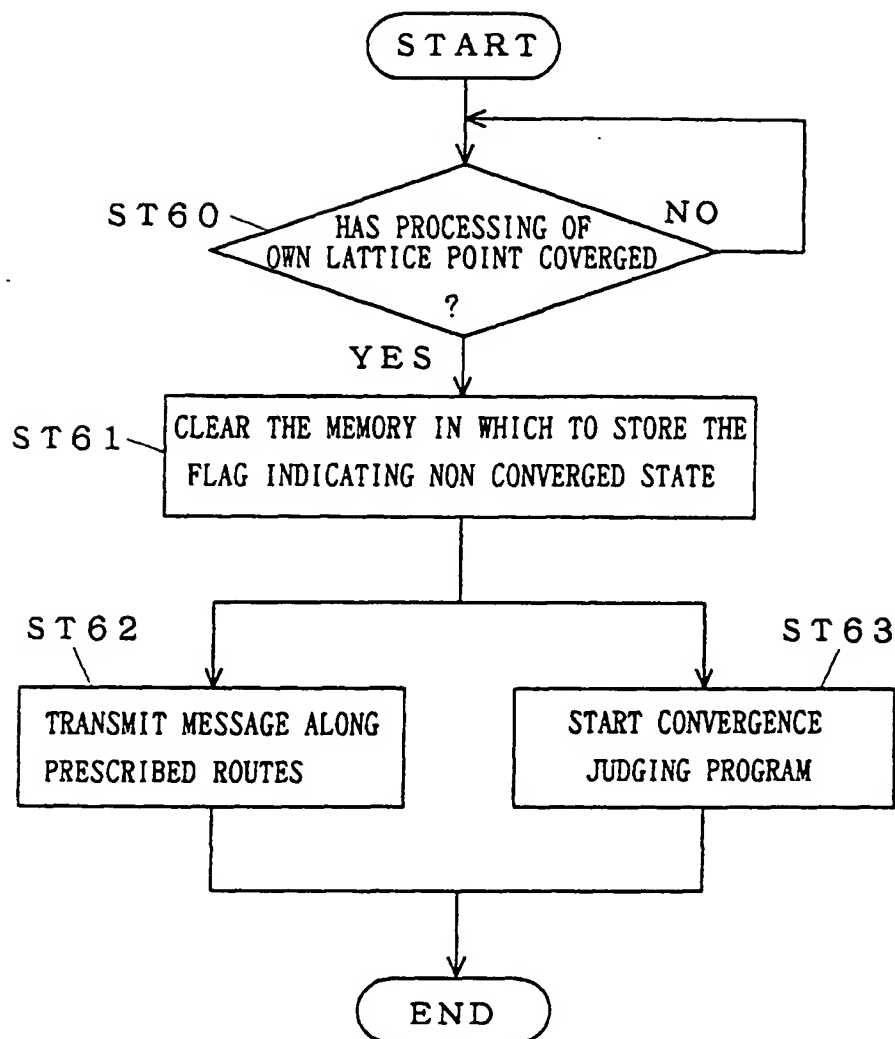 START
ST60
HAS PROCESSING OF
NO
OWN LATTICE POINT COVERGED
?
YES
ST61
CLEAR THE MEMORY IN WHICH TO STORE THE
FLAG INDICATING NON CONVERGED STATE
ST62
ST63
TRANSMIT MESSAGE ALONG
PRESCRIBED ROUTES
START CONVERGENCE
JUDGING PROGRAM
END